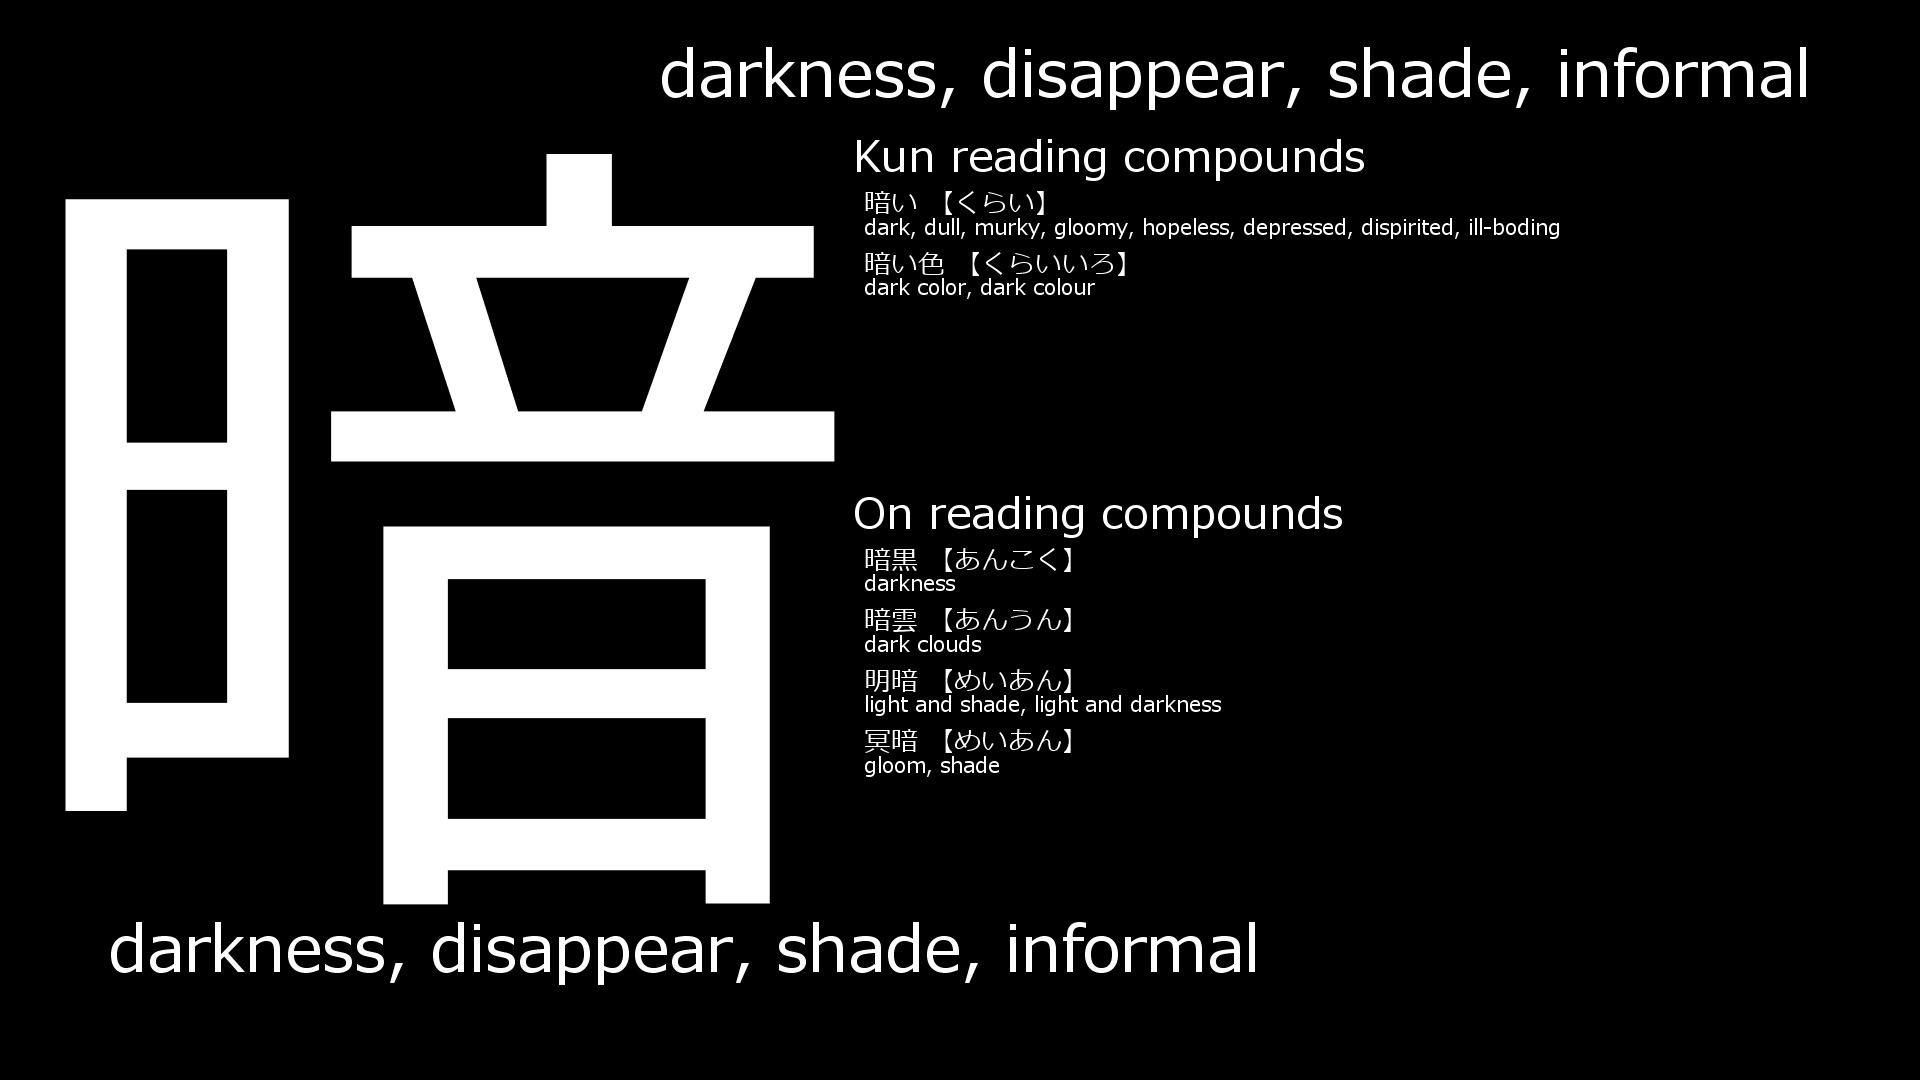 darkness, disappear, shade, informal
暗
Kun reading compounds
暗い 【くらい】
dark, dull, murky, gloomy, hopeless, depressed, dispirited, ill-boding
暗い色 【くらいいろ】
dark color, dark colour
On reading compounds
暗黒 【あんこく】
darkness
暗雲 【あんうん】
dark clouds
明暗 【めいあん】
light and shade, light and darkness
冥暗 【めいあん】
gloom, shade
darkness, disappear, shade, informal